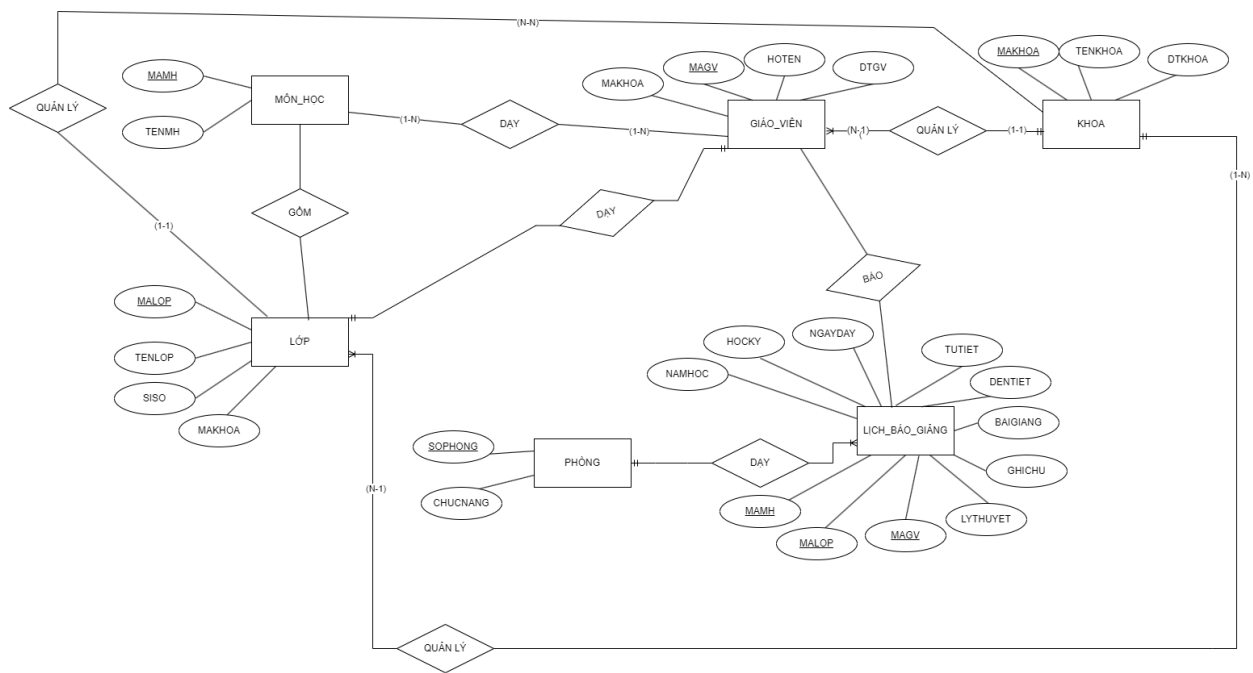 (N-N)
MAMH
MÔN_HỌC
TENMH
QUẢN LÝ
(1-N)
DẠY
(1-N)
MAKHOA
MAGV
HOTEN
DTGV
GIÁO_VIÊN
(N-1)
QUẢN LÝ
(1-1)
MAKHOA
TENKHOA
DTKHOA
KHOA
(1-N)
GỒM
DẠY
(1-1)
BÁO
MALOP
TENLOP
SISO
MAKHOA
LỚP
HOCKY
NGAYDAY
TUTIET
NAMHOC
DENTIET
BAIGIANG
LỊCH_BÁO_GIẢNG
GHICHU
SOPHONG
PHÒNG
DẠY
CHUCNANG
MAMH
MALOP
MAGV
LYTHUYET
(N-1)
QUẢN LÝ